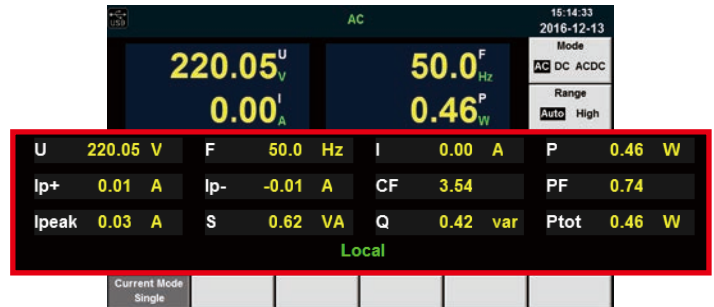 USB AC 15:14:33
2016-12-13
220.05 U V 50.0 F Hz Mode
AC DC ACDC
0.00 I A 0.46 P W Range
Auto High
U 220.05 V F 50.0 Hz I 0.00 A P 0.46 W
Ip+ 0.01 A Ip- -0.01 A CF 3.54 PF 0.74
Ipeak 0.03 A S 0.62 VA Q 0.42 var Ptot 0.46 W
Local
Current Mode
Single